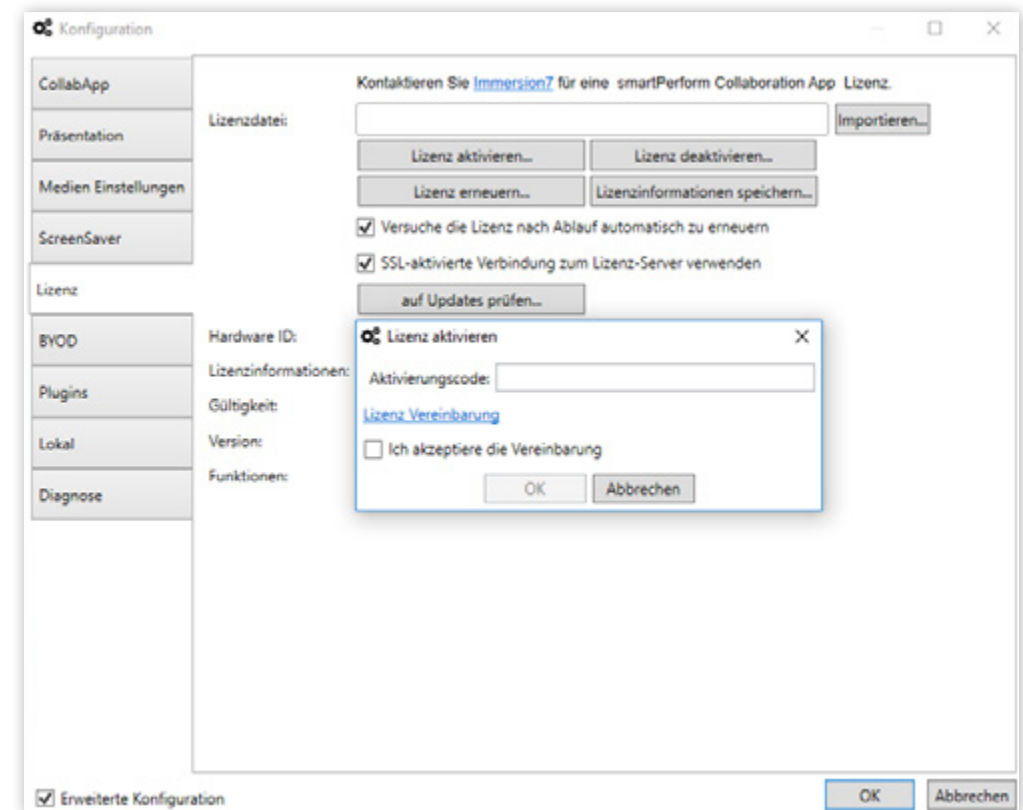 Konfiguration
CollabApp
Präsentation
Medien Einstellungen
ScreenSaver
Lizenz
BYOD
Plugins
Lokal
Diagnose
Kontaktieren Sie Immersion7 für eine smartPerform Collaboration App Lizenz.
Lizenzdatei:
Importieren...
Lizenz aktivieren... Lizenz deaktivieren...
Lizenz erneuern... Lizenzinformationen speichern...
Versuche die Lizenz nach Ablauf automatisch zu erneuern
SSL-aktivierte Verbindung zum Lizenz-Server verwenden
auf Updates prüfen...
Hardware ID:
Lizenzinformationen:
Gültigkeit:
Version:
Funktionen:
Lizenz aktivieren
Aktivierungscode:
Lizenz Vereinbarung
Ich akzeptiere die Vereinbarung
OK Abbrechen
Erweiterte Konfiguration
OK Abbrechen